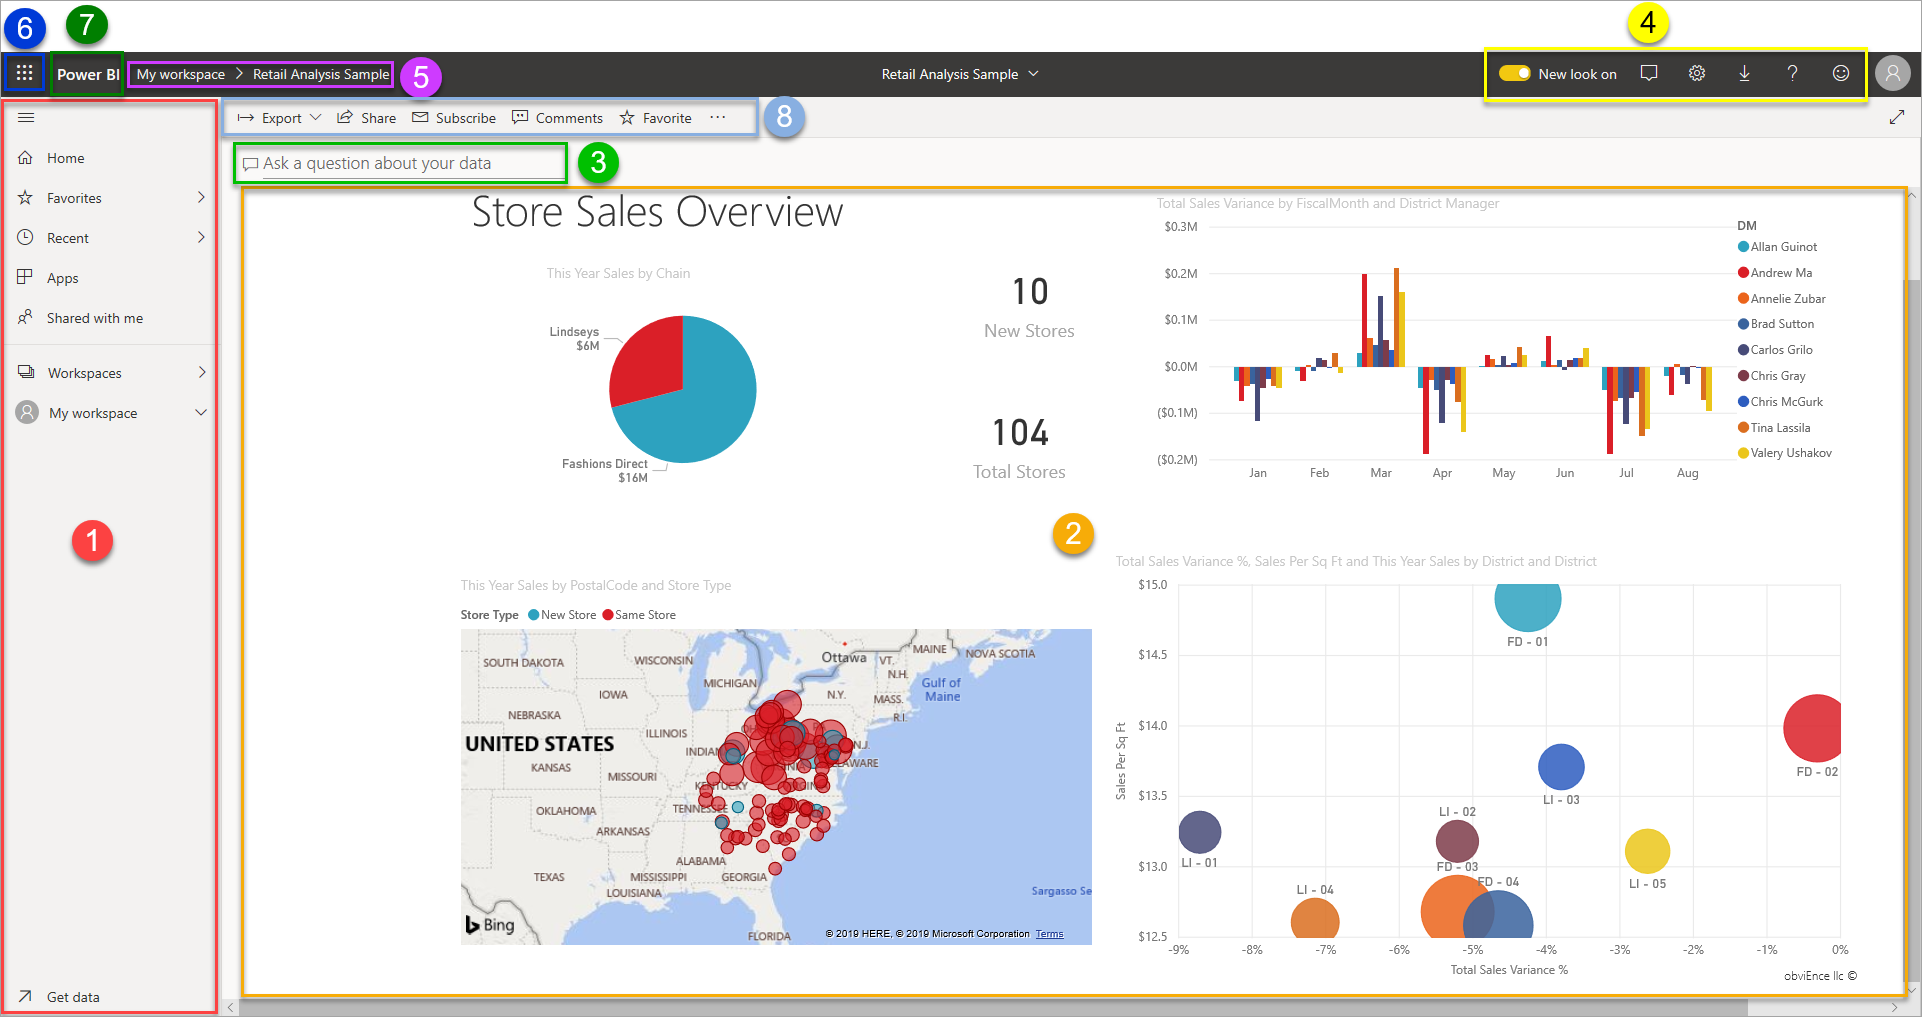 6
7
4
Power BI
My workspace > Retail Analysis Sample
5
Retail Analysis Sample
New look on
?
Export
Share
Subscribe
Comments
Favorite
...
8
Ask a question about your data
3
Home
Favorites
Recent
Apps
Shared with me
Workspaces
My workspace
1
Get data
Store Sales Overview
This Year Sales by Chain
Lindseys
$6M
Fashions Direct
$16M
10
New Stores
104
Total Stores
Total Sales Variance by FiscalMonth and District Manager
$0.3M
$0.2M
$0.1M
$0.0M
($0.1M)
($0.2M)
Jan Feb Mar Apr May Jun Jul Aug
DM
Allan Guinot
Andrew Ma
Annelie Zubar
Brad Sutton
Carlos Grilo
Chris Gray
Chris McGurk
Tina Lassila
Valery Ushakov
2
This Year Sales by PostalCode and Store Type
Store Type New Store Same Store
Ottawa
MAINE
NOVA SCOTIA
VT.
SOUTH DAKOTA
WISCONSIN
N.H.
MICHIGAN
Gulf of
Maine
IOWA
N.Y.
MASS.
NEBRASKA
R.I.
ILLINOIS
UNITED STATES
INDIAN
N.J.
KANSAS
MISSOURI
LAWARE
KENTUCKY
OKLAHOMA
TENNESSEE
ARKANSAS
ALABAMA
TEXAS
MISSISSIPPI
GEORGIA
LOUISIANA
Sargasso Se
Bing
FLORIDA
© 2019 HERE, © 2019 Microsoft Corporation Terms
Total Sales Variance %, Sales Per Sq Ft and This Year Sales by District and District
$15.0
$14.5
$14.0
$13.5
$13.0
$12.5
Sales Per Sq Ft
FD - 01
FD - 02
LI - 03
LI - 02
LI - 01
FD - 03
FD - 04
LI - 05
LI - 04
-9% -8% -7% -6% -5% -4% -3% -2% -1% 0%
Total Sales Variance %
obviEnce llc ©